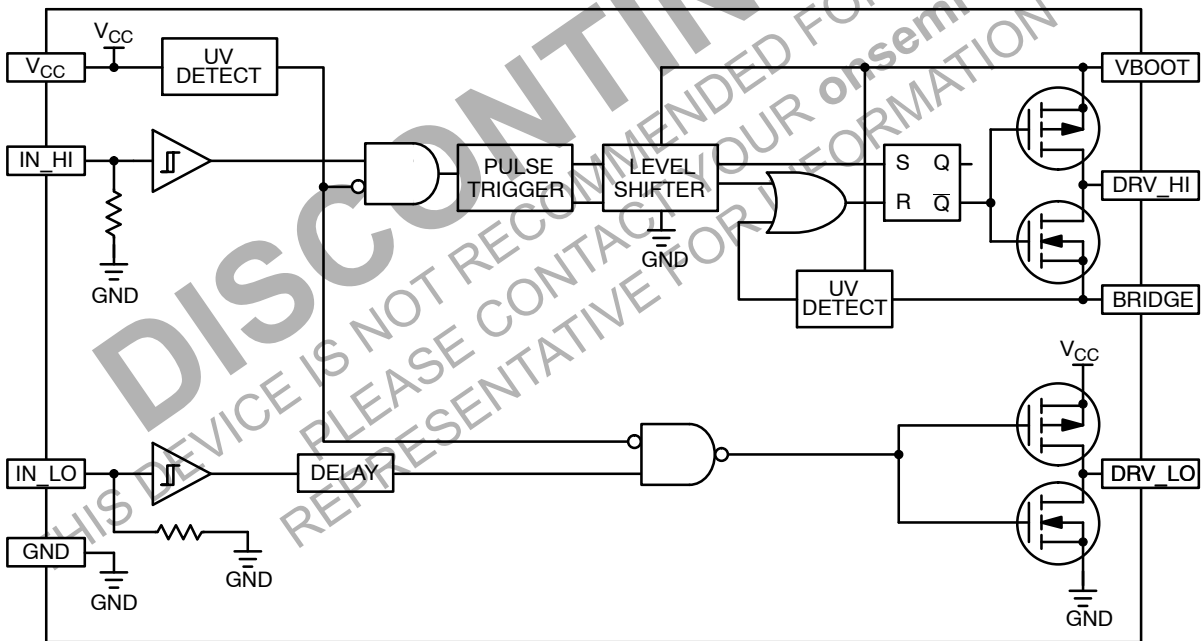 VCC
VCC
UV
DETECT
VBOOT
IN_HI
PULSE
TRIGGER
LEVEL
SHIFTER
S Q
R Q̅
DRV_HI
GND
GND
UV
DETECT
BRIDGE
VCC
IN_LO
DELAY
DRV_LO
GND
GND
GND
GND
DISCONTIN
THIS DEVICE IS NOT RECOMMENDED FOR
PLEASE CONTACT YOUR onsemi
REPRESENTATIVE FOR INFORMATION